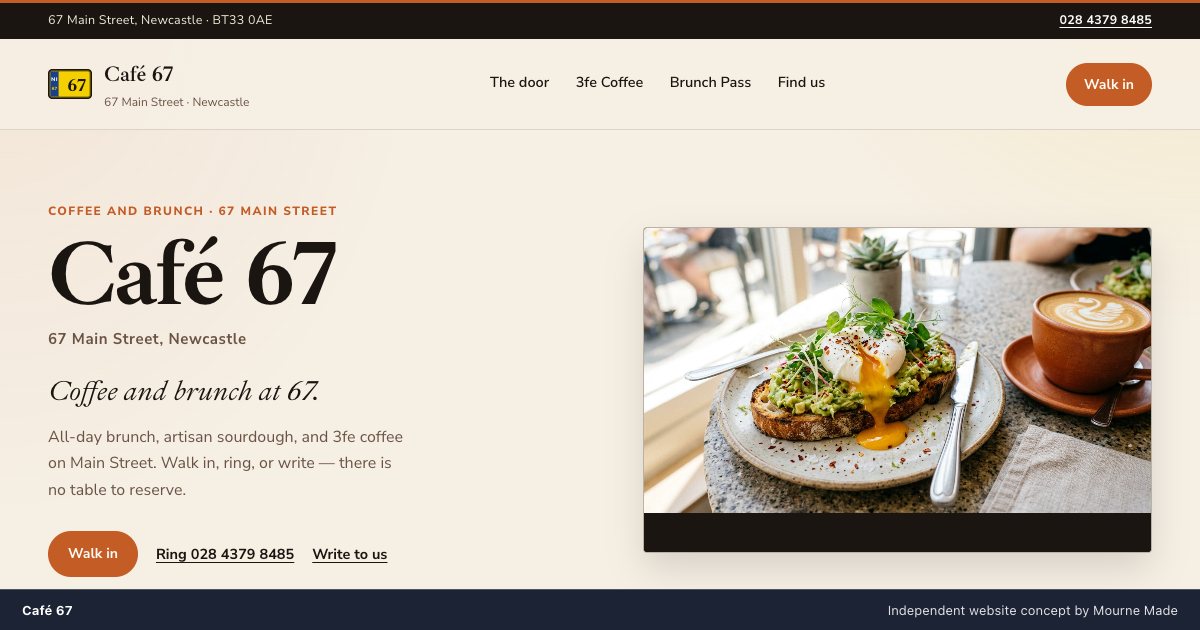 67 Main Street, Newcastle · BT33 0AE
028 4379 8485
NI
67
Café 67
67 Main Street · Newcastle
The door
3fe Coffee
Brunch Pass
Find us
Walk in
COFFEE AND BRUNCH · 67 MAIN STREET
Café 67
67 Main Street, Newcastle
Coffee and brunch at 67.
All-day brunch, artisan sourdough, and 3fe coffee
on Main Street. Walk in, ring, or write — there is
no table to reserve.
Walk in
Ring 028 4379 8485
Write to us
Café 67
Independent website concept by Mourne Made